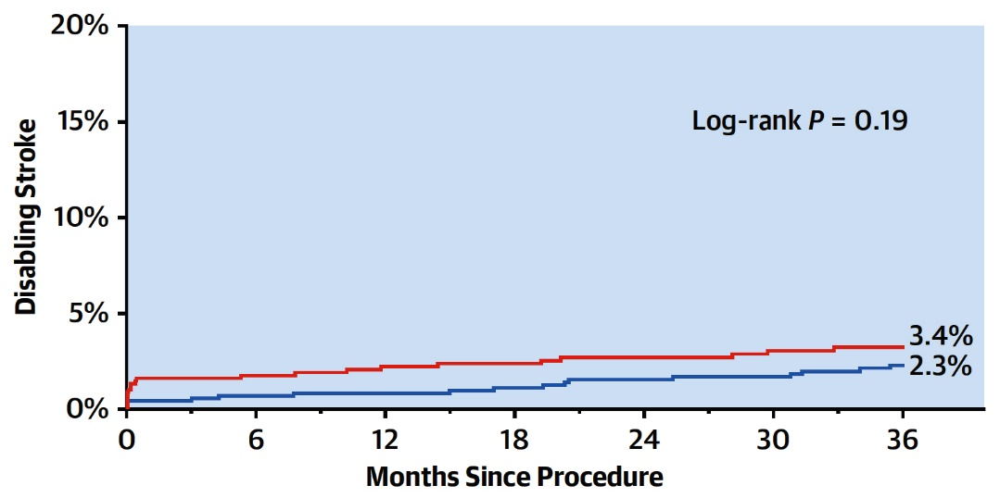 20%
15%
10%
5%
0%
Disabling Stroke
Log-rank P = 0.19
3.4%
2.3%
0 6 12 18 24 30 36
Months Since Procedure